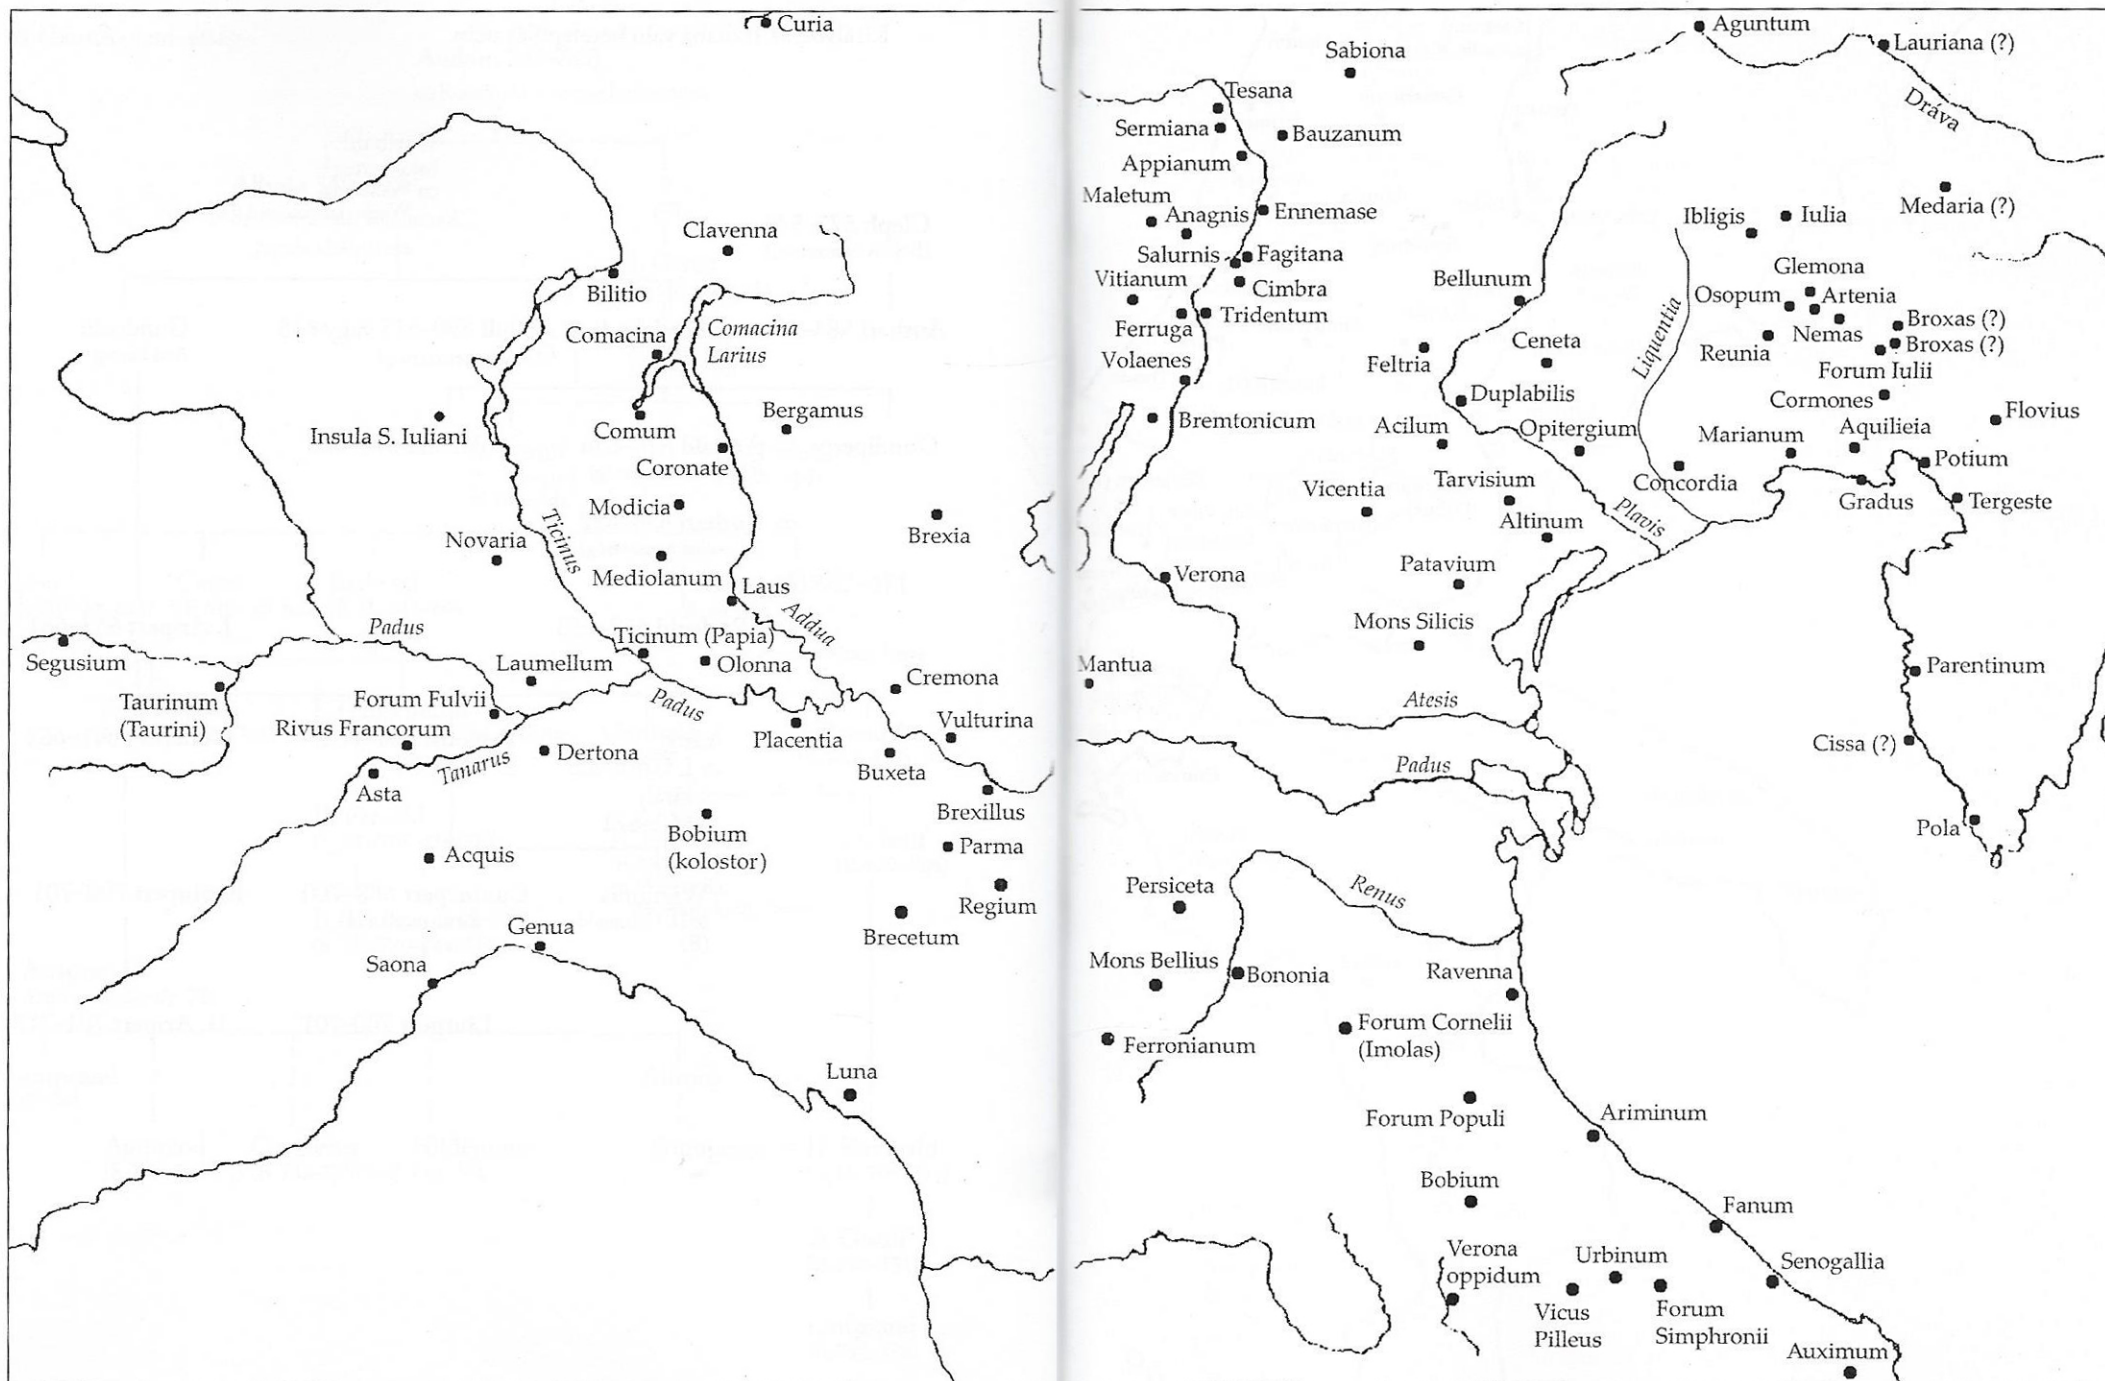 Curia
Clavenna
Bilitio
Comacina
Comacina
Larius
Insula S. Iuliani
Comum
Bergamus
Coronate
Modicia
Brexia
Novaria
Ticinus
Mediolanum
Laus
Addua
Segusium
Padus
Ticinum (Papia)
Olonna
Laumellum
Taurinum
(Taurini)
Forum Fulvii
Rivus Francorum
Padus
Cremona
Placentia
Vulturina
Tanarus
Dertona
Buxeta
Asta
Brexillus
Bobium
(kolostor)
Acquis
Parma
Regium
Brecetum
Genua
Saona
Luna
Aguntum
Lauriana (?)
Sabiona
Tesana
Dráva
Sermiana
Bauzanum
Appianum
Maletum
Anagnis
Ennemase
Ibligis
Iulia
Medaria (?)
Salurnis
Fagitana
Vitianum
Cimbra
Bellunum
Glemona
Osopum
Artenia
Ferruga
Tridentum
Liquentia
Nemas
Broxas (?)
Broxas (?)
Volaenes
Feltria
Ceneta
Reunia
Forum Iulii
Bremtonicum
Duplabilis
Cormones
Flovius
Acilum
Opitergium
Marianum
Aquilieia
Potium
Vicentia
Tarvisium
Concordia
Gradus
Tergeste
Altinum
Plavis
Verona
Patavium
Mons Silicis
Mantua
Parentinum
Atesis
Cissa (?)
Padus
Pola
Persiceta
Renus
Mons Bellius
Bononia
Ravenna
Ferronianum
Forum Cornelii
(Imolas)
Forum Populi
Ariminum
Bobium
Fanum
Verona
oppidum
Urbinum
Senogallia
Vicus
Pilleus
Forum
Simphronii
Auximum